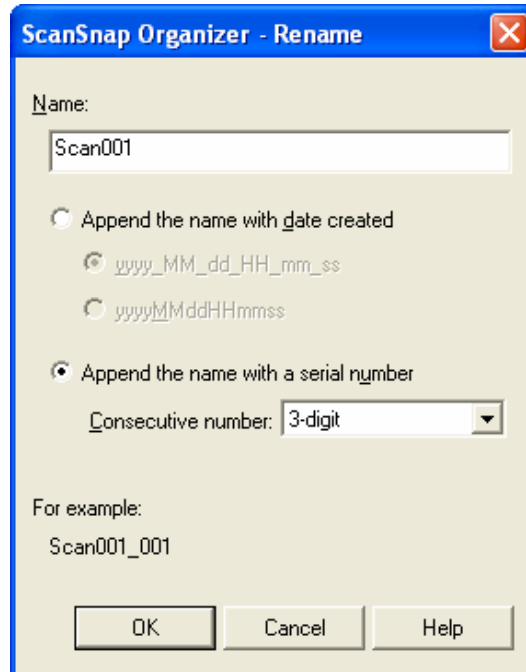 ScanSnap Organizer - Rename
Name:
Scan001
Append the name with date created
yyyy_MM_dd_HH_mm_ss
yyyyMMddHHmmss
Append the name with a serial number
Consecutive number: 3-digit
For example:
Scan001_001
OK Cancel Help